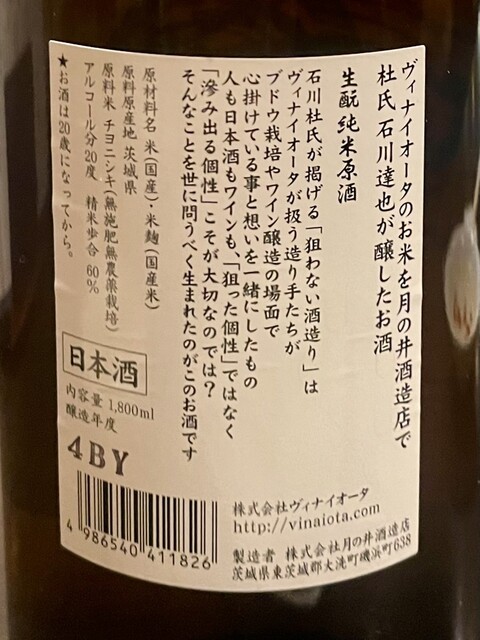 ヴィナイオータのお米を月の井酒造店で
杜氏 石川達也が醸したお酒
生酛純米原酒
石川杜氏が掲げる「狙わない酒造り」は
ヴィナイオータが扱う造り手たちが
ブドウ栽培やワイン醸造の場面で
心掛けている事と想いを一緒にしたもの
人も日本酒もワインも、「狙った個性」ではなく
「滲み出る個性」こそが大切なのでは?
そんなことを世に問うべく生まれたのがこのお酒です
原材料名 米(国産)・米麹(国産米)
原料原産地 茨城県
原料米 チヨニシキ(無施肥無農薬栽培)
アルコール分20度 精米歩合 60%
★お酒は20歳になってから。
日本酒
内容量 1,800ml
醸造年度
4BY
4 986540 411826
株式会社ヴィナイオータ
http://vinaiota.com
製造者 株式会社月の井酒造店
茨城県東茨城郡大洗町磯浜町638